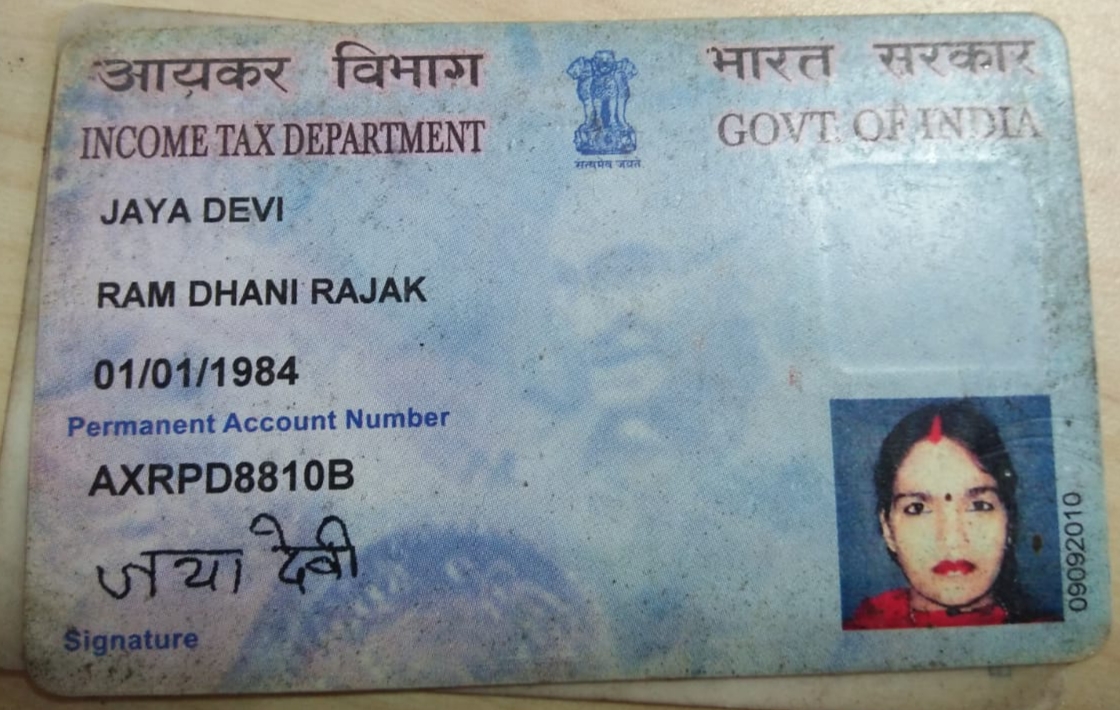 आयकर विभाग
INCOME TAX DEPARTMENT
सत्यमेव जयते
भारत सरकार
GOVT. OF INDIA
JAYA DEVI
RAM DHANI RAJAK
01/01/1984
Permanent Account Number
AXRPD8810B
जया देवी
Signature
09092010